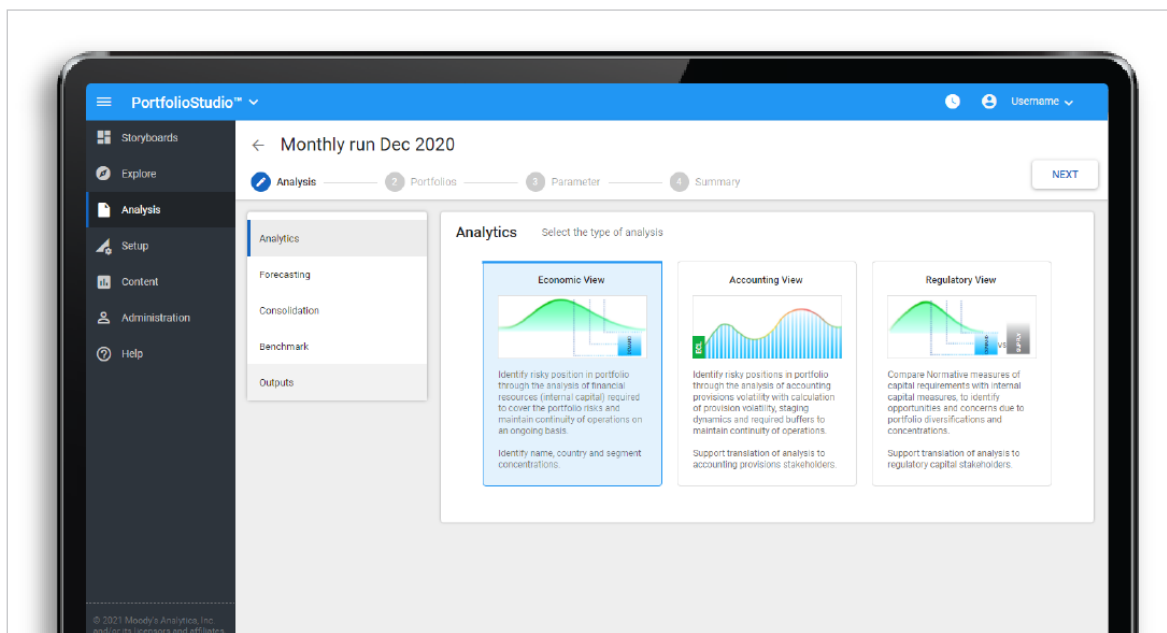 PortfolioStudio™
Username
Storyboards
Explore
Analysis
Setup
Content
Administration
Help
© 2021 Moody's Analytics, Inc.
and/or its licensors and affiliates
Monthly run Dec 2020
Analysis
2 Portfolios
3 Parameter
4 Summary
NEXT
Analytics
Forecasting
Consolidation
Benchmark
Outputs
Analytics Select the type of analysis
Economic View
DEMAND
Identify risky position in portfolio
through the analysis of financial
resources (internal capital) required
to cover the portfolio risks and
maintain continuity of operations on
an ongoing basis.
Identify name, country and segment
concentrations.
Accounting View
ECL
Identify risky positions in portfolio
through the analysis of accounting
provisions volatility with calculation
of provision volatility, staging
dynamics and required buffers to
maintain continuity of operations.
Support translation of analysis to
accounting provisions stakeholders.
Regulatory View
DEMAND
VS
SUPPLY
Compare Normative measures of
capital requirements with internal
capital measures, to identify
opportunities and concerns due to
portfolio diversifications and
concentrations.
Support translation of analysis to
regulatory capital stakeholders.